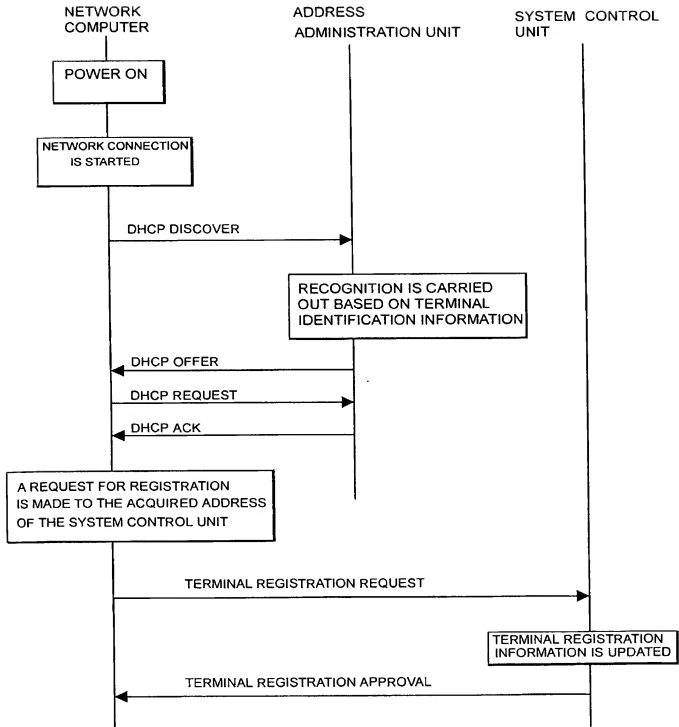 NETWORK
COMPUTER
ADDRESS
ADMINISTRATION UNIT
SYSTEM CONTROL
UNIT
POWER ON
NETWORK CONNECTION
IS STARTED
DHCP DISCOVER
RECOGNITION IS CARRIED
OUT BASED ON TERMINAL
IDENTIFICATION INFORMATION
DHCP OFFER
DHCP REQUEST
DHCP ACK
A REQUEST FOR REGISTRATION
IS MADE TO THE ACQUIRED ADDRESS
OF THE SYSTEM CONTROL UNIT
TERMINAL REGISTRATION REQUEST
TERMINAL REGISTRATION
INFORMATION IS UPDATED
TERMINAL REGISTRATION APPROVAL